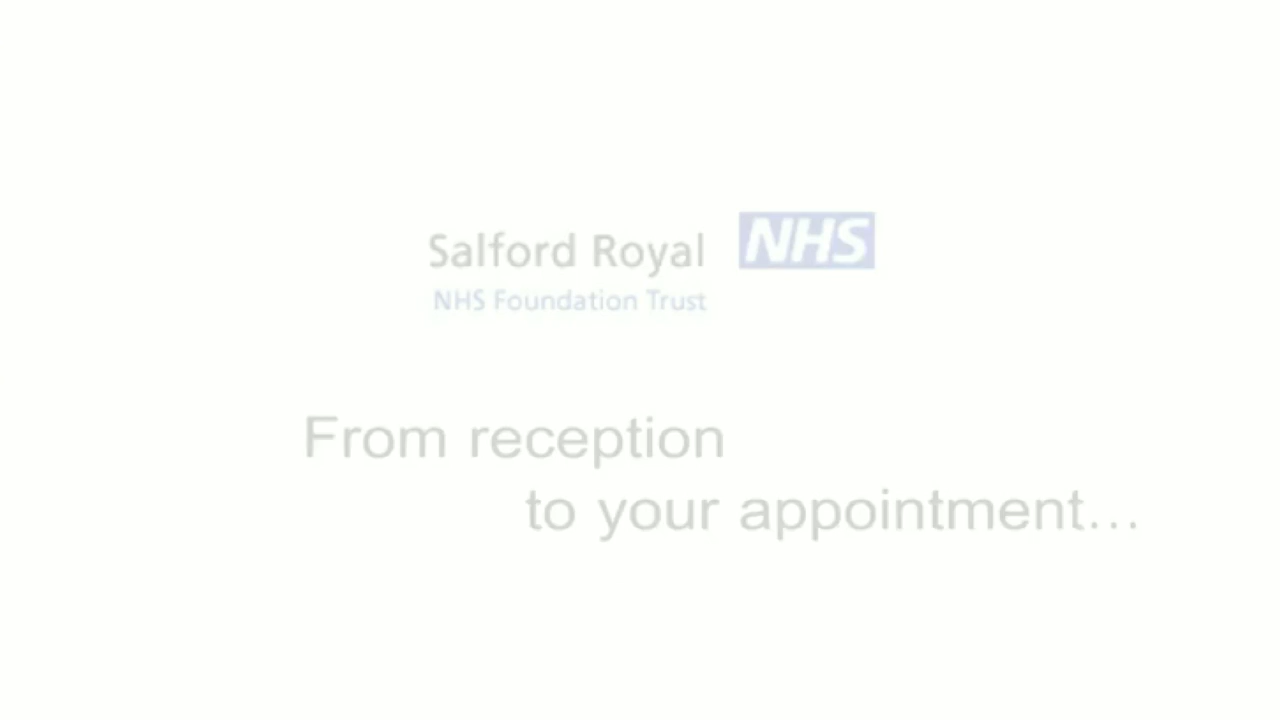 Salford Royal NHS
NHS Foundation Trust
From reception
to your appointment...